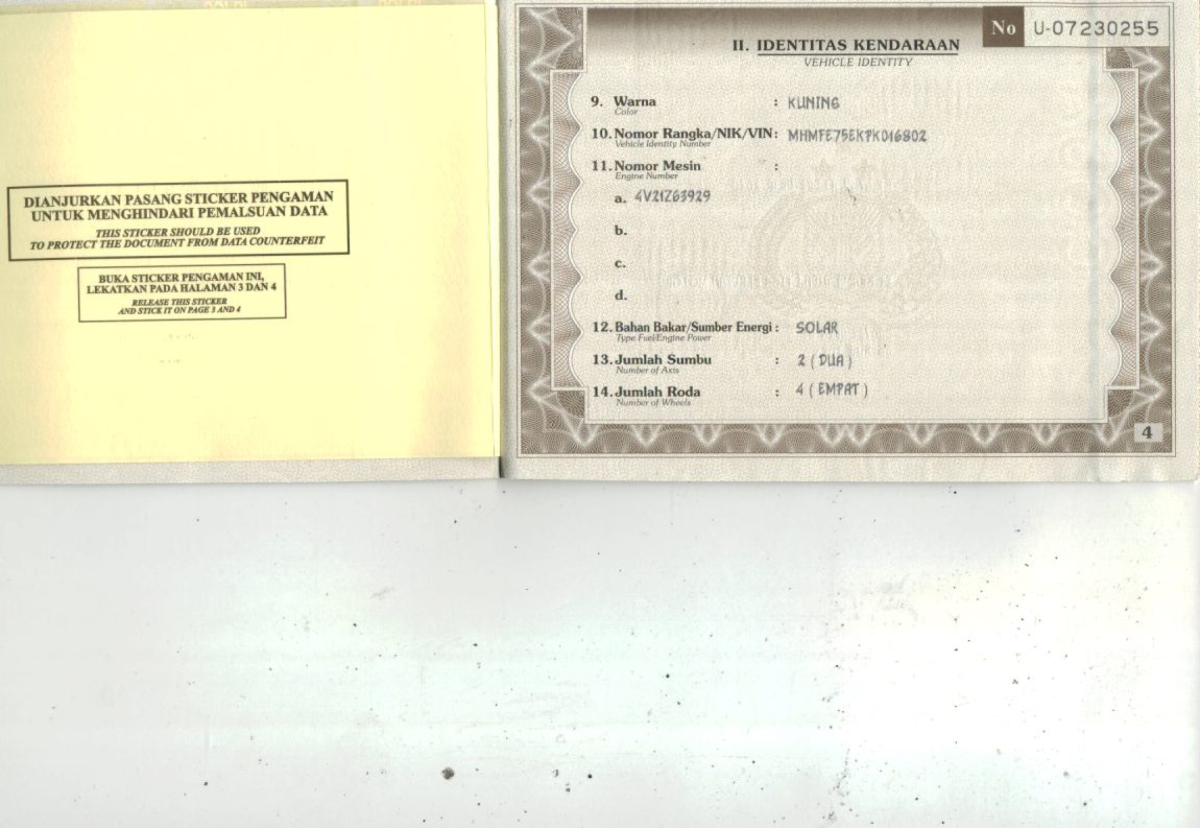 DIANJURKAN PASANG STICKER PENGAMAN
UNTUK MENGHINDARI PEMALSUAN DATA
THIS STICKER SHOULD BE USED
TO PROTECT THE DOCUMENT FROM DATA COUNTERFEIT
BUKA STICKER PENGAMAN INI,
LEKATKAN PADA HALAMAN 3 DAN 4
RELEASE THIS STICKER
AND STICK IT ON PAGE 3 AND 4
No U-07230255
II. IDENTITAS KENDARAAN
VEHICLE IDENTITY
9. Warna : KUNING
Color
10. Nomor Rangka/NIK/VIN: MHMFE75EKPK016802
Vehicle Identity Number
11. Nomor Mesin :
Engine Number
a. 4V21Z63929
b.
c.
d.
12. Bahan Bakar/Sumber Energi : SOLAR
Type Fuel/Engine Power
13. Jumlah Sumbu : 2 ( DUA )
Number of Axis
14. Jumlah Roda : 4 ( EMPAT )
Number of Wheels
4